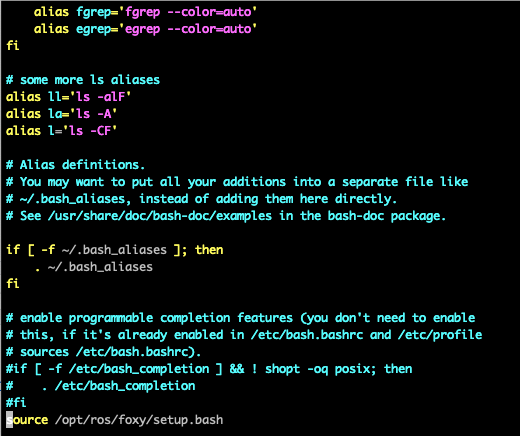 alias fgrep='fgrep --color=auto'
    alias egrep='egrep --color=auto'
fi

# some more ls aliases
alias ll='ls -alF'
alias la='ls -A'
alias l='ls -CF'

# Alias definitions.
# You may want to put all your additions into a separate file like
# ~/.bash_aliases, instead of adding them here directly.
# See /usr/share/doc/bash-doc/examples in the bash-doc package.

if [ -f ~/.bash_aliases ]; then
    . ~/.bash_aliases
fi

# enable programmable completion features (you don't need to enable
# this, if it's already enabled in /etc/bash.bashrc and /etc/profile
# sources /etc/bash.bashrc).
#if [ -f /etc/bash_completion ] && ! shopt -oq posix; then
#    . /etc/bash_completion
#fi
source /opt/ros/foxy/setup.bash